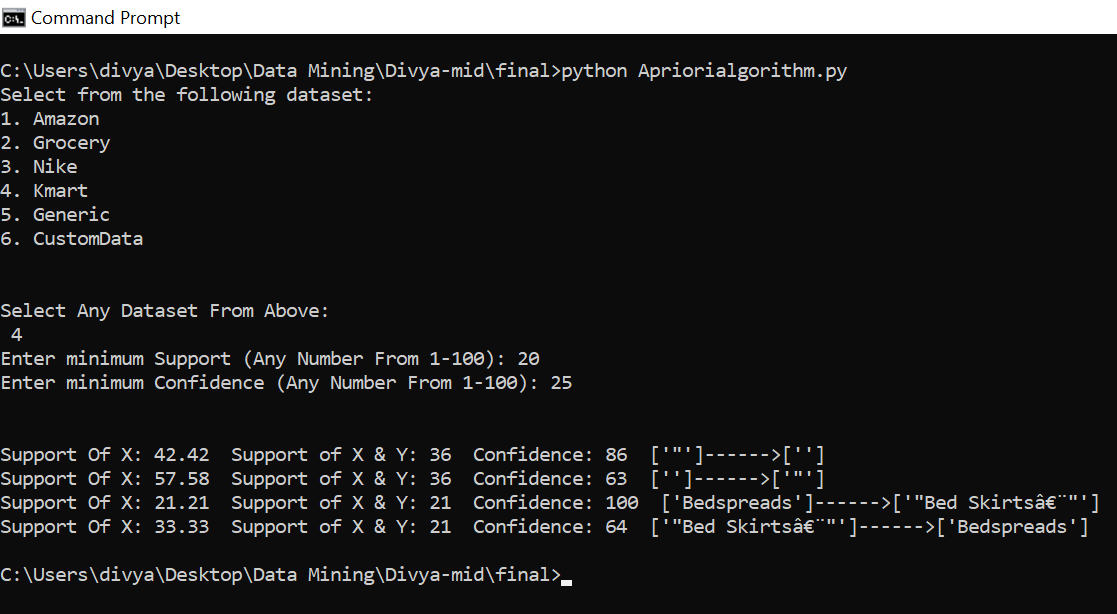 Command Prompt
C:\Users\divya\Desktop\Data Mining\Divya-mid\final>python Apriorialgorithm.py
Select from the following dataset:
1. Amazon
2. Grocery
3. Nike
4. Kmart
5. Generic
6. CustomData
Select Any Dataset From Above:
4
Enter minimum Support (Any Number From 1-100): 20
Enter minimum Confidence (Any Number From 1-100): 25
Support Of X: 42.42  Support of X & Y: 36  Confidence: 86  ['"']------>['']
Support Of X: 57.58  Support of X & Y: 36  Confidence: 63  ['']------>['"']
Support Of X: 21.21  Support of X & Y: 21  Confidence: 100  ['Bedspreads']------>['"Bed Skirtsâ€¨"']
Support Of X: 33.33  Support of X & Y: 21  Confidence: 64  ['"Bed Skirtsâ€¨"']------>['Bedspreads']
C:\Users\divya\Desktop\Data Mining\Divya-mid\final>